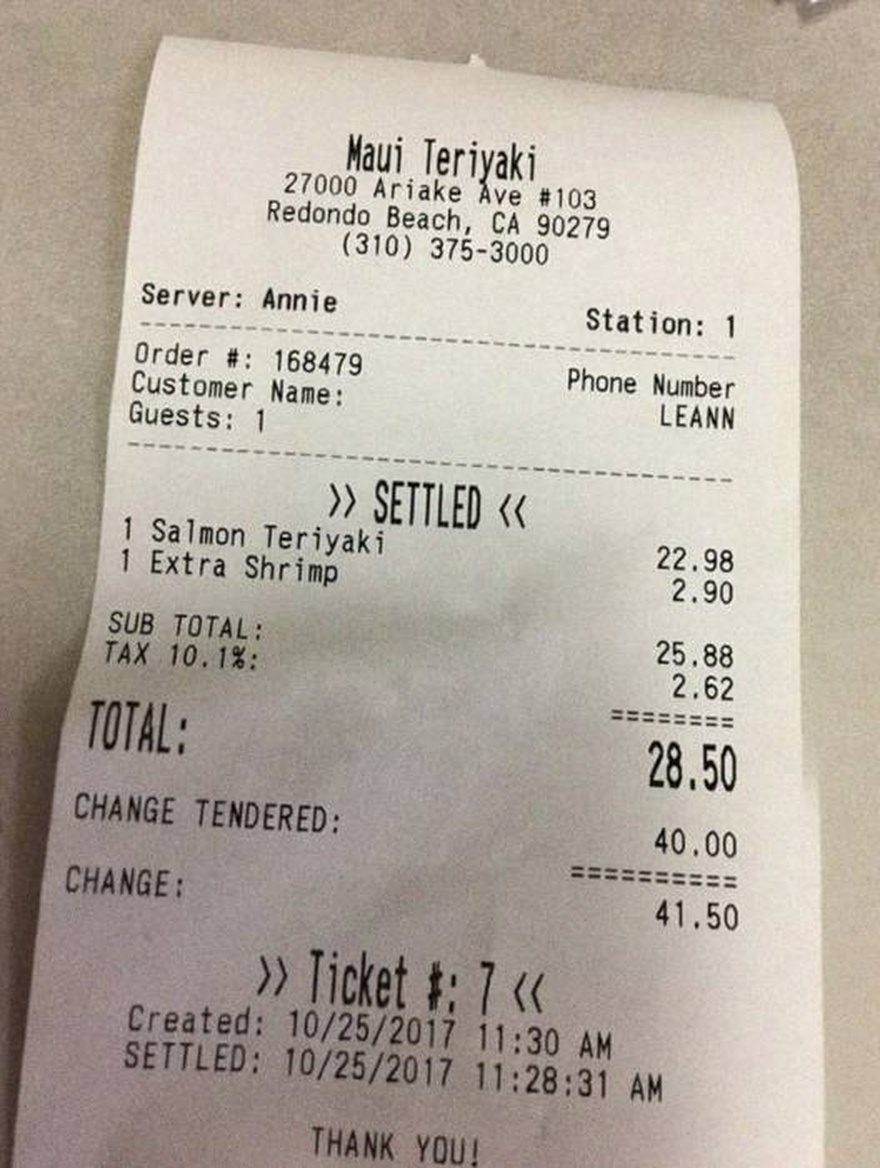 Maui Teriyaki
27000 Ariake Ave #103
Redondo Beach, CA 90279
(310) 375-3000
Server: Annie Station: 1
Order #: 168479 Phone Number
Customer Name: LEANN
Guests: 1
>> SETTLED <<
1 Salmon Teriyaki 22.98
1 Extra Shrimp 2.90
SUB TOTAL: 25.88
TAX 10.1%: 2.62
========
TOTAL: 28.50
CHANGE TENDERED: 40.00
==========
CHANGE: 41.50
>> Ticket #: 7 <<
Created: 10/25/2017 11:30 AM
SETTLED: 10/25/2017 11:28:31 AM
THANK YOU!